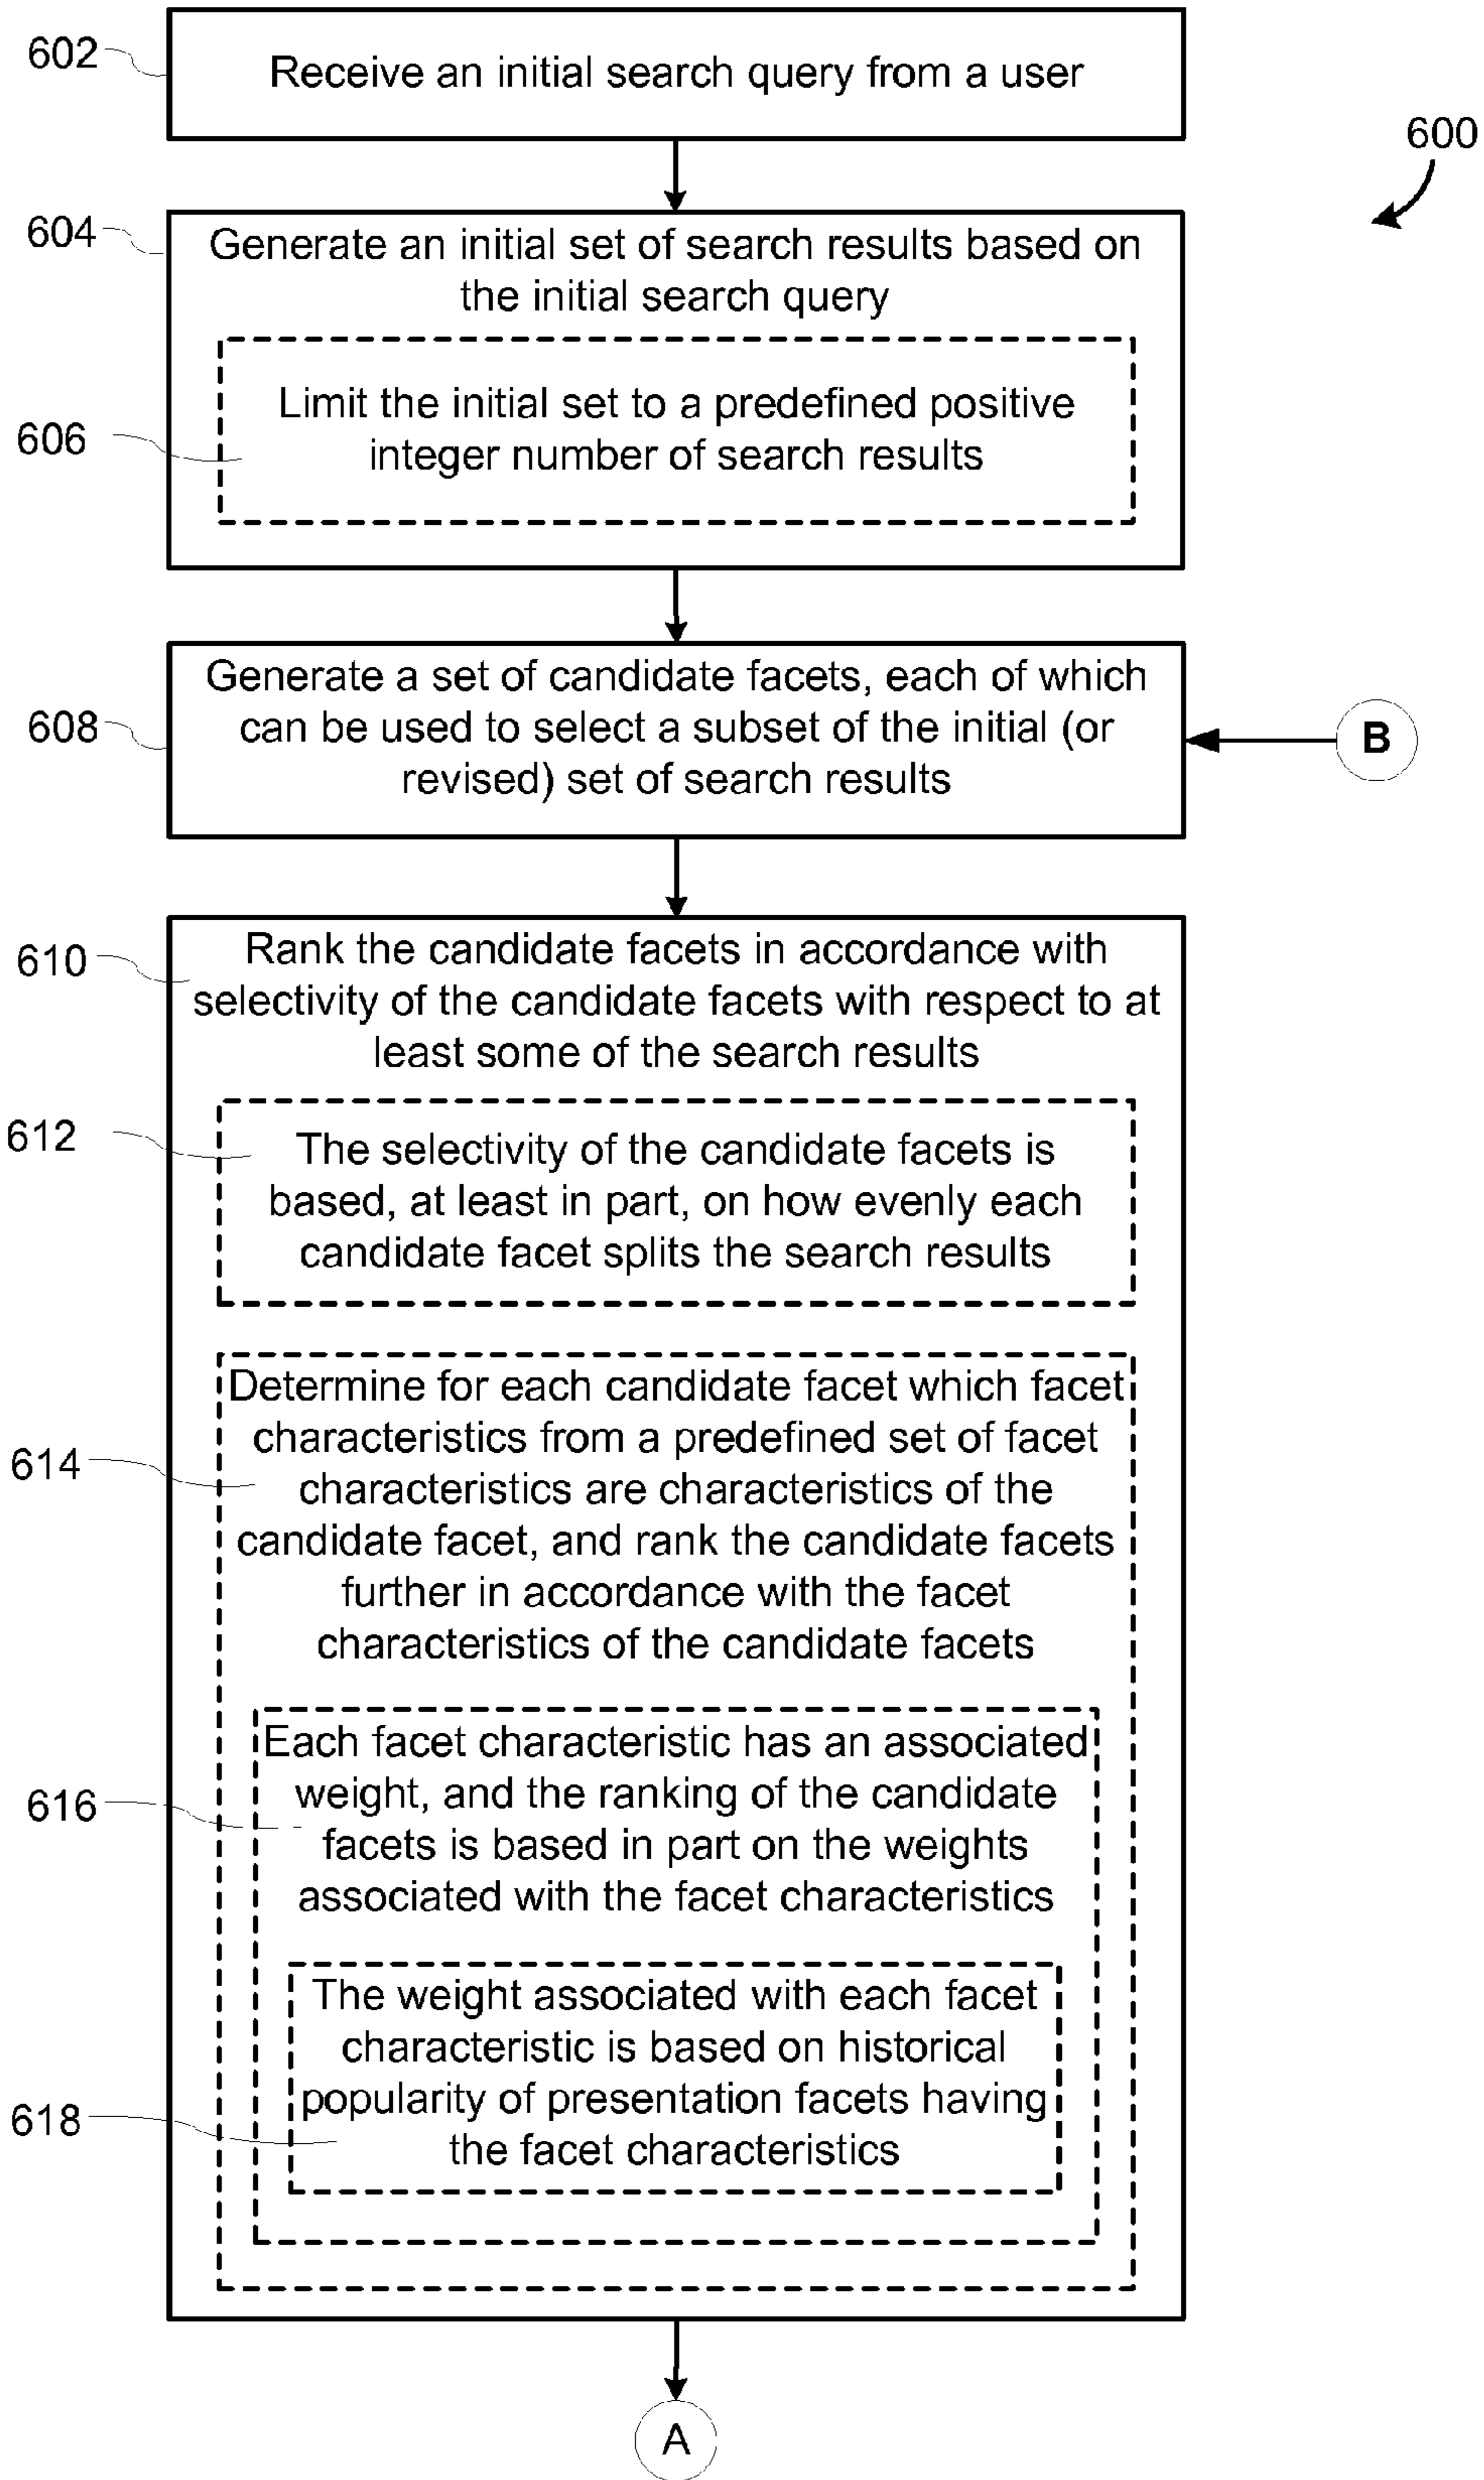 602
Receive an initial search query from a user
600
604
Generate an initial set of search results based on
the initial search query
606
Limit the initial set to a predefined positive
integer number of search results
608
Generate a set of candidate facets, each of which
can be used to select a subset of the initial (or
revised) set of search results
B
610
Rank the candidate facets in accordance with
selectivity of the candidate facets with respect to at
least some of the search results
612
The selectivity of the candidate facets is
based, at least in part, on how evenly each
candidate facet splits the search results
614
Determine for each candidate facet which facet
characteristics from a predefined set of facet
characteristics are characteristics of the
candidate facet, and rank the candidate facets
further in accordance with the facet
characteristics of the candidate facets
616
Each facet characteristic has an associated
weight, and the ranking of the candidate
facets is based in part on the weights
associated with the facet characteristics
618
The weight associated with each facet
characteristic is based on historical
popularity of presentation facets having
the facet characteristics
A